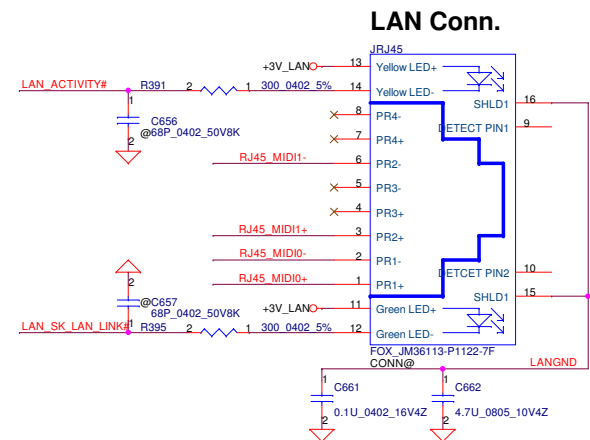 LAN Conn.
JRJ45
+3V_LAN 13 Yellow LED+
LAN_ACTIVITY# R391 2 1 300_0402_5% 14 Yellow LED-
1 C656
@68P_0402_50V8K
2
8 PR4-
7 PR4+
RJ45_MIDI1- 6 PR2-
5 PR3-
4 PR3+
RJ45_MIDI1+ 3 PR2+
RJ45_MIDI0- 2 PR1-
RJ45_MIDI0+ 1 PR1+
SHLD1 16
DETECT PIN1 9
DETCET PIN2 10
SHLD1 15
2
@C657
68P_0402_50V8K
1
+3V_LAN 11 Green LED+
LAN_SK_LAN_LINK# R395 2 1 300_0402_5% 12 Green LED-
FOX_JM36113-P1122-7F
CONN@
LANGND
1 C661
0.1U_0402_16V4Z
2
1 C662
4.7U_0805_10V4Z
2